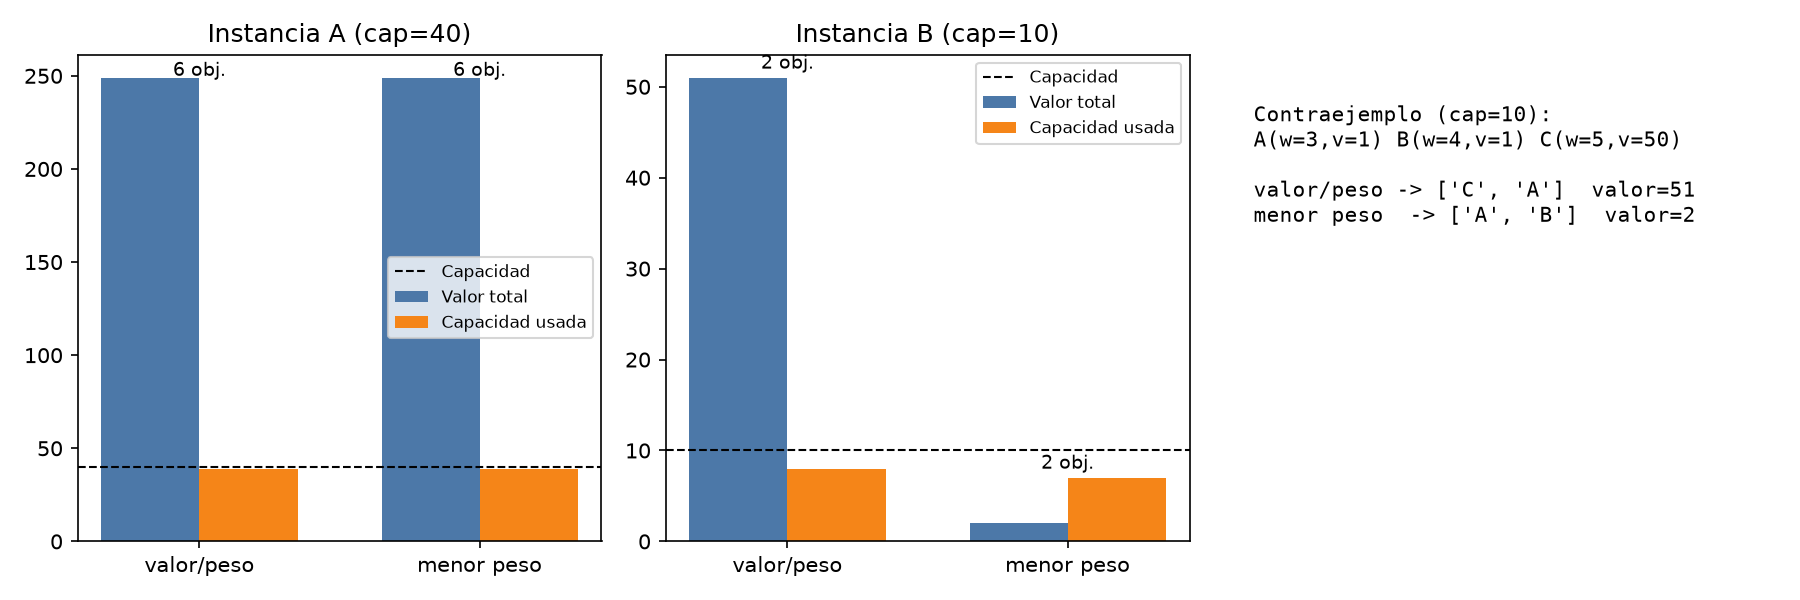 Instancia A (cap=40)
250
200
150
100
50
0
6 obj.
6 obj.
Capacidad
Valor total
Capacidad usada
valor/peso
menor peso
Instancia B (cap=10)
50
40
30
20
10
0
2 obj.
2 obj.
Capacidad
Valor total
Capacidad usada
valor/peso
menor peso
Contraejemplo (cap=10):
A(w=3,v=1) B(w=4,v=1) C(w=5,v=50)
valor/peso -> ['C', 'A']  valor=51
menor peso  -> ['A', 'B']  valor=2